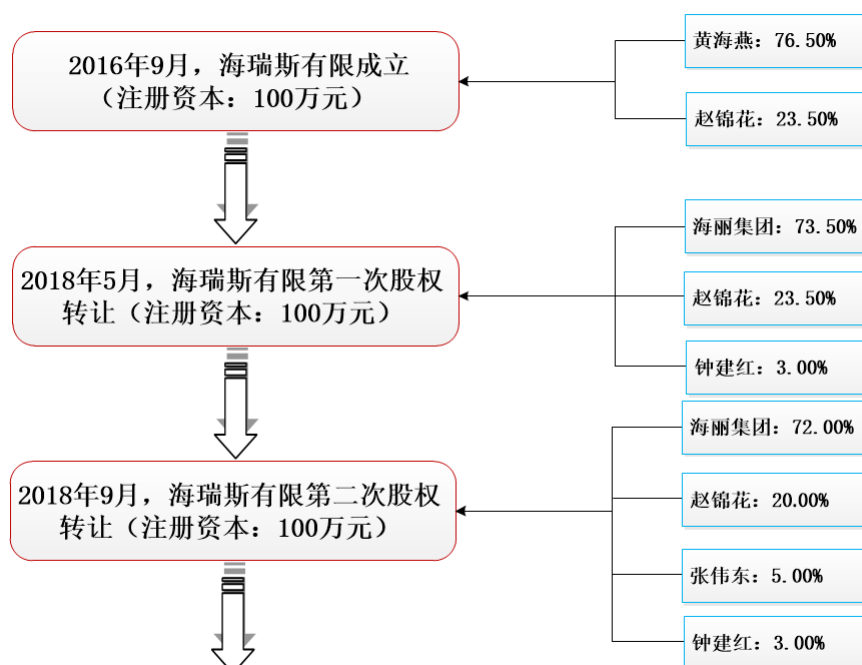 2016年9月，海瑞斯有限成立
（注册资本：100万元）
黄海燕：76.50%
赵锦花：23.50%
2018年5月，海瑞斯有限第一次股权
转让（注册资本：100万元）
海丽集团：73.50%
赵锦花：23.50%
钟建红：3.00%
2018年9月，海瑞斯有限第二次股权
转让（注册资本：100万元）
海丽集团：72.00%
赵锦花：20.00%
张伟东：5.00%
钟建红：3.00%